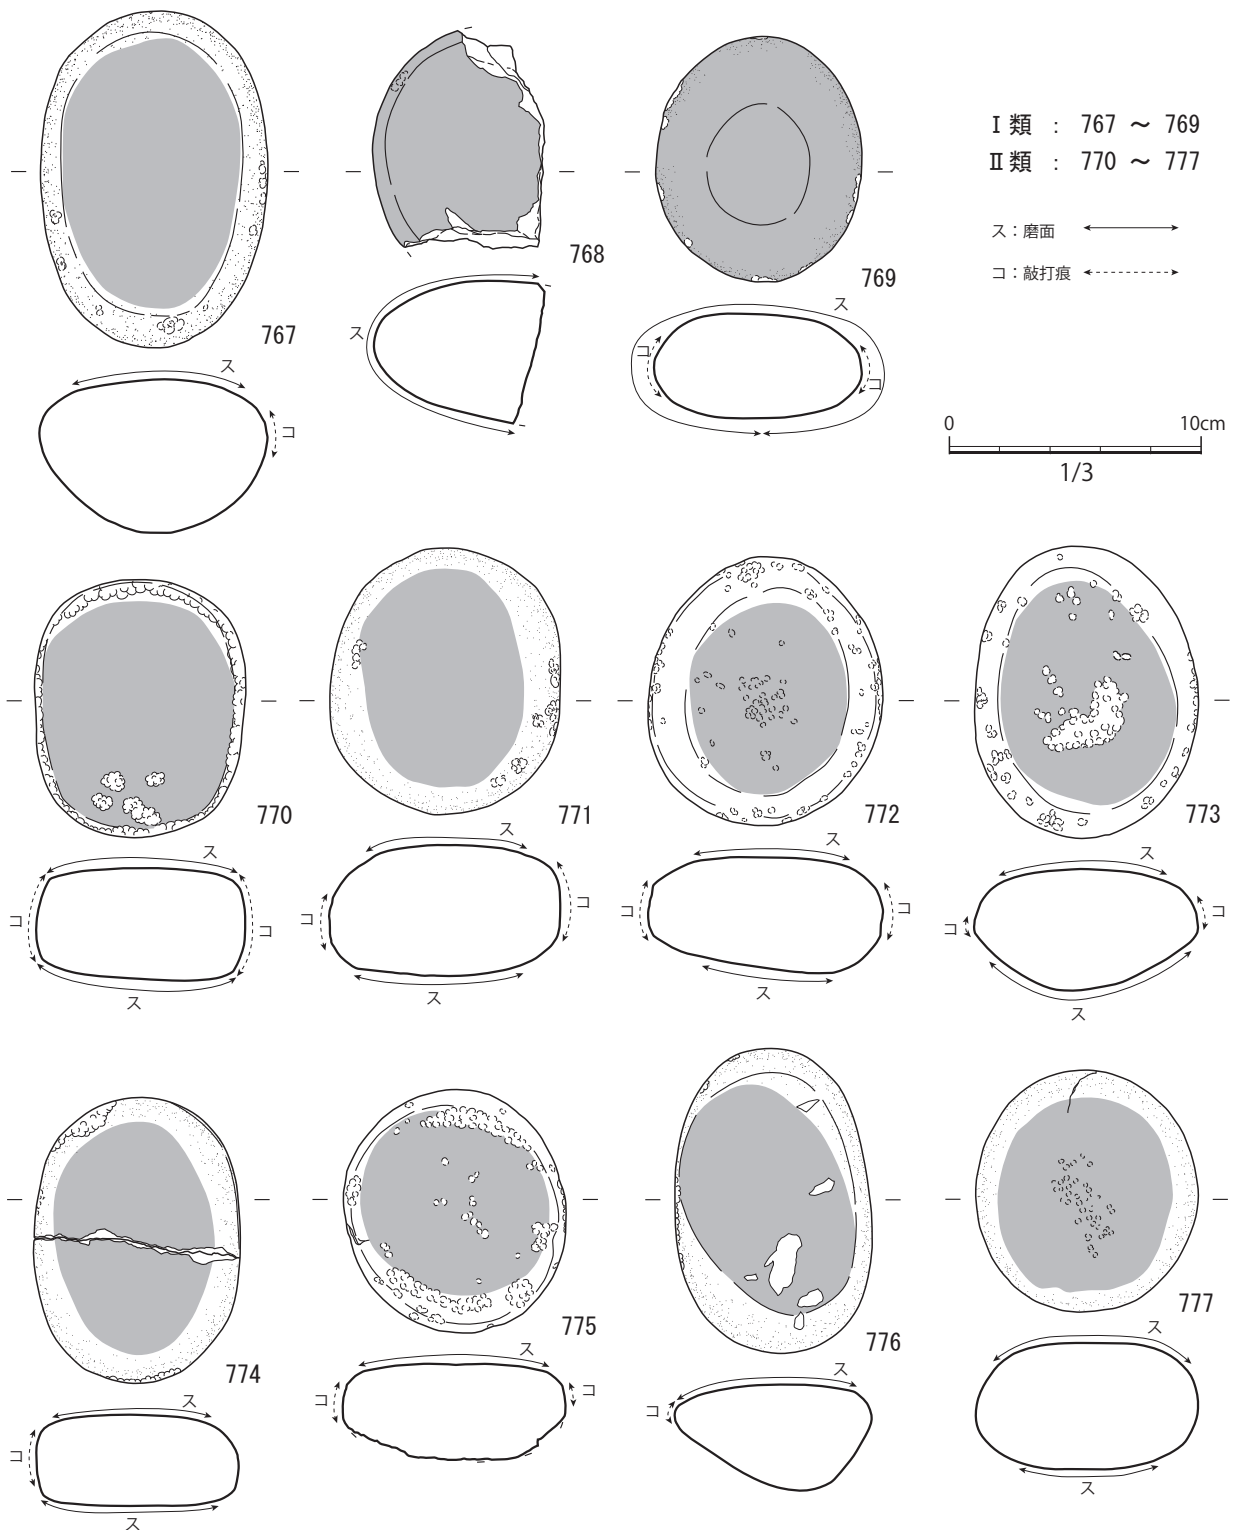 Ⅰ類 : 767 ～ 769
Ⅱ類 : 770 ～ 777
ス：磨面
コ：敲打痕
0 10cm
1/3
767
ス
コ
768
ス
769
ス
コ
コ
770
ス
コ
コ
ス
771
ス
コ
コ
ス
772
ス
コ
コ
ス
773
ス
コ
コ
ス
774
ス
コ
ス
775
ス
コ
コ
776
ス
コ
777
ス
ス